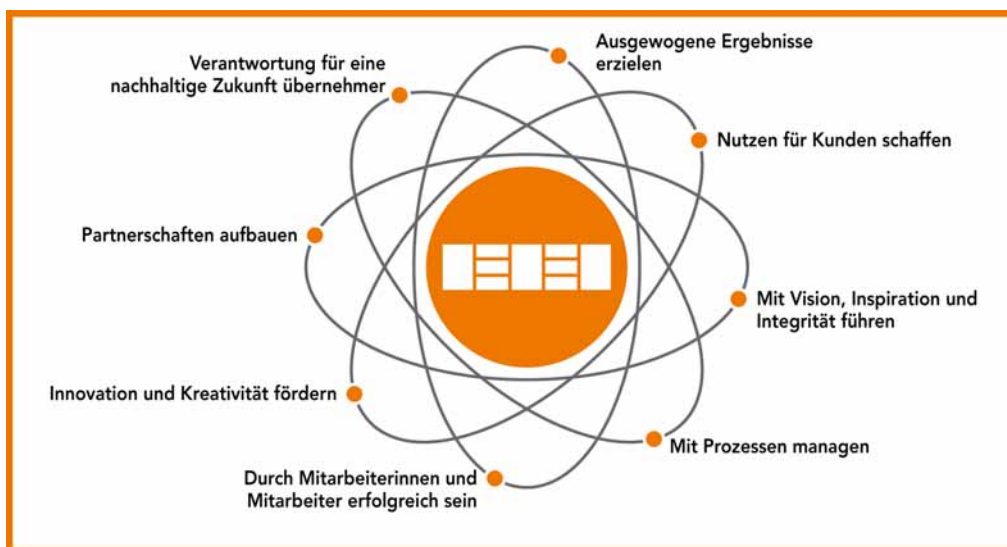 Ausgewogene Ergebnisse
erzielen
Verantwortung für eine
nachhaltige Zukunft übernehmer
Nutzen für Kunden schaffen
Partnerschaften aufbauen
Mit Vision, Inspiration und
Integrität führen
Innovation und Kreativität fördern
Mit Prozessen managen
Durch Mitarbeiterinnen und
Mitarbeiter erfolgreich sein